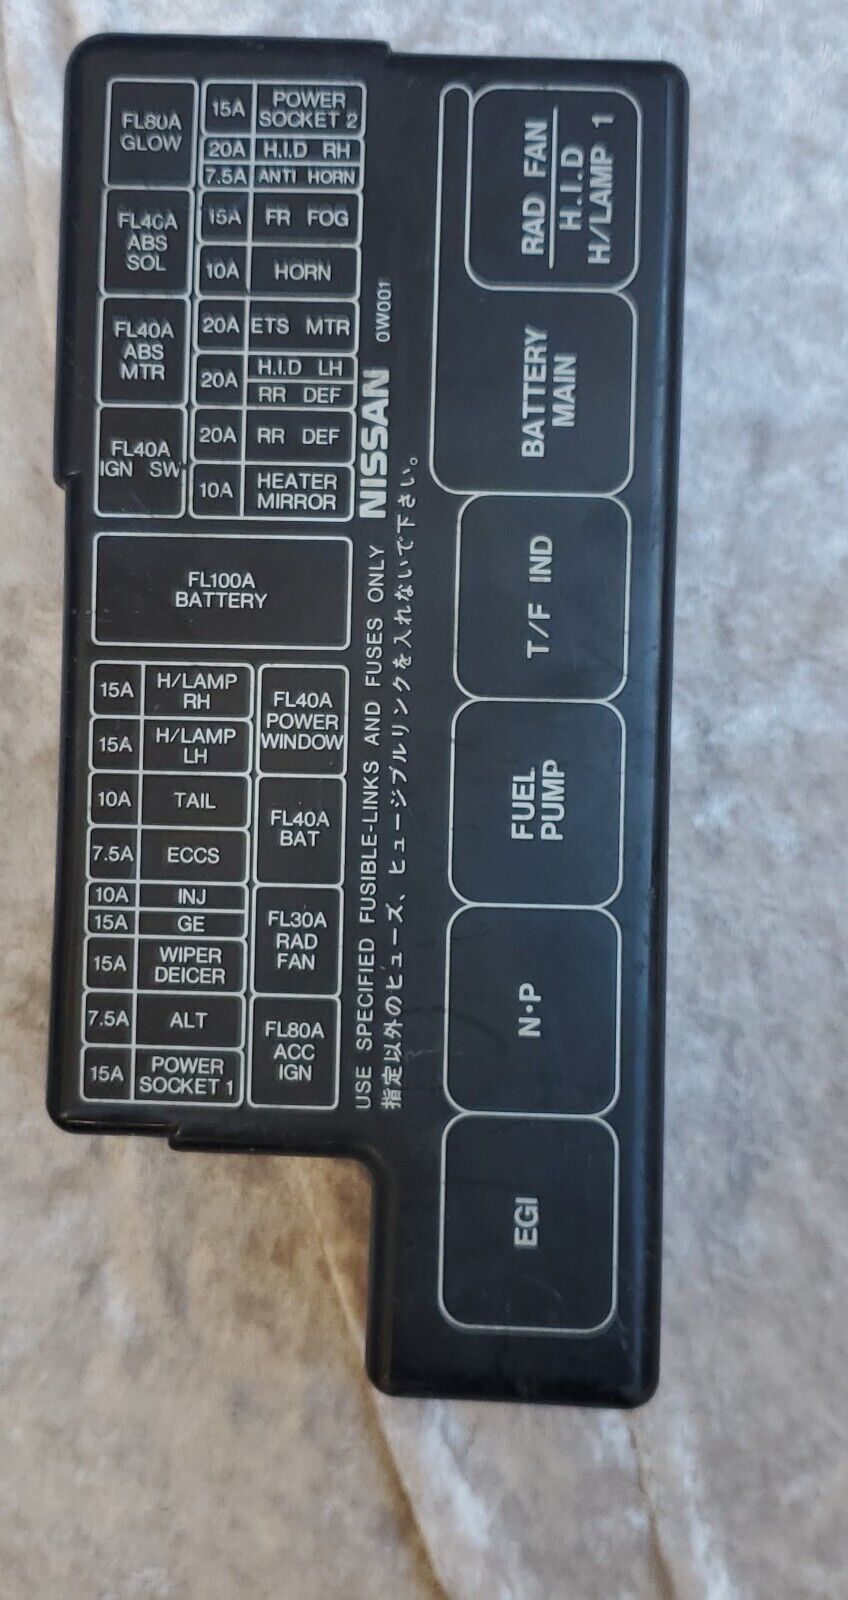 FL80A
GLOW
15A
POWER
SOCKET 2
20A
H.I.D RH
7.5A
ANTI HORN
FL40A
ABS
SOL
15A
FR FOG
10A
HORN
FL40A
ABS
MTR
20A
ETS MTR
20A
H.I.D LH
RR DEF
FL40A
IGN SW
20A
RR DEF
10A
HEATER
MIRROR
FL100A
BATTERY
15A
H/LAMP
RH
15A
H/LAMP
LH
10A
TAIL
7.5A
ECCS
10A
INJ
15A
GE
15A
WIPER
DEICER
7.5A
ALT
15A
POWER
SOCKET 1
FL40A
POWER
WINDOW
FL40A
BAT
FL30A
RAD
FAN
FL80A
ACC
IGN
USE SPECIFIED FUSIBLE-LINKS AND FUSES ONLY NISSAN 0W001
指定以外のヒューズ、ヒュージブルリンクを入れないで下さい。
RAD FAN
H.I.D
H/LAMP 1
BATTERY
MAIN
T/F IND
FUEL
PUMP
N•P
EGI